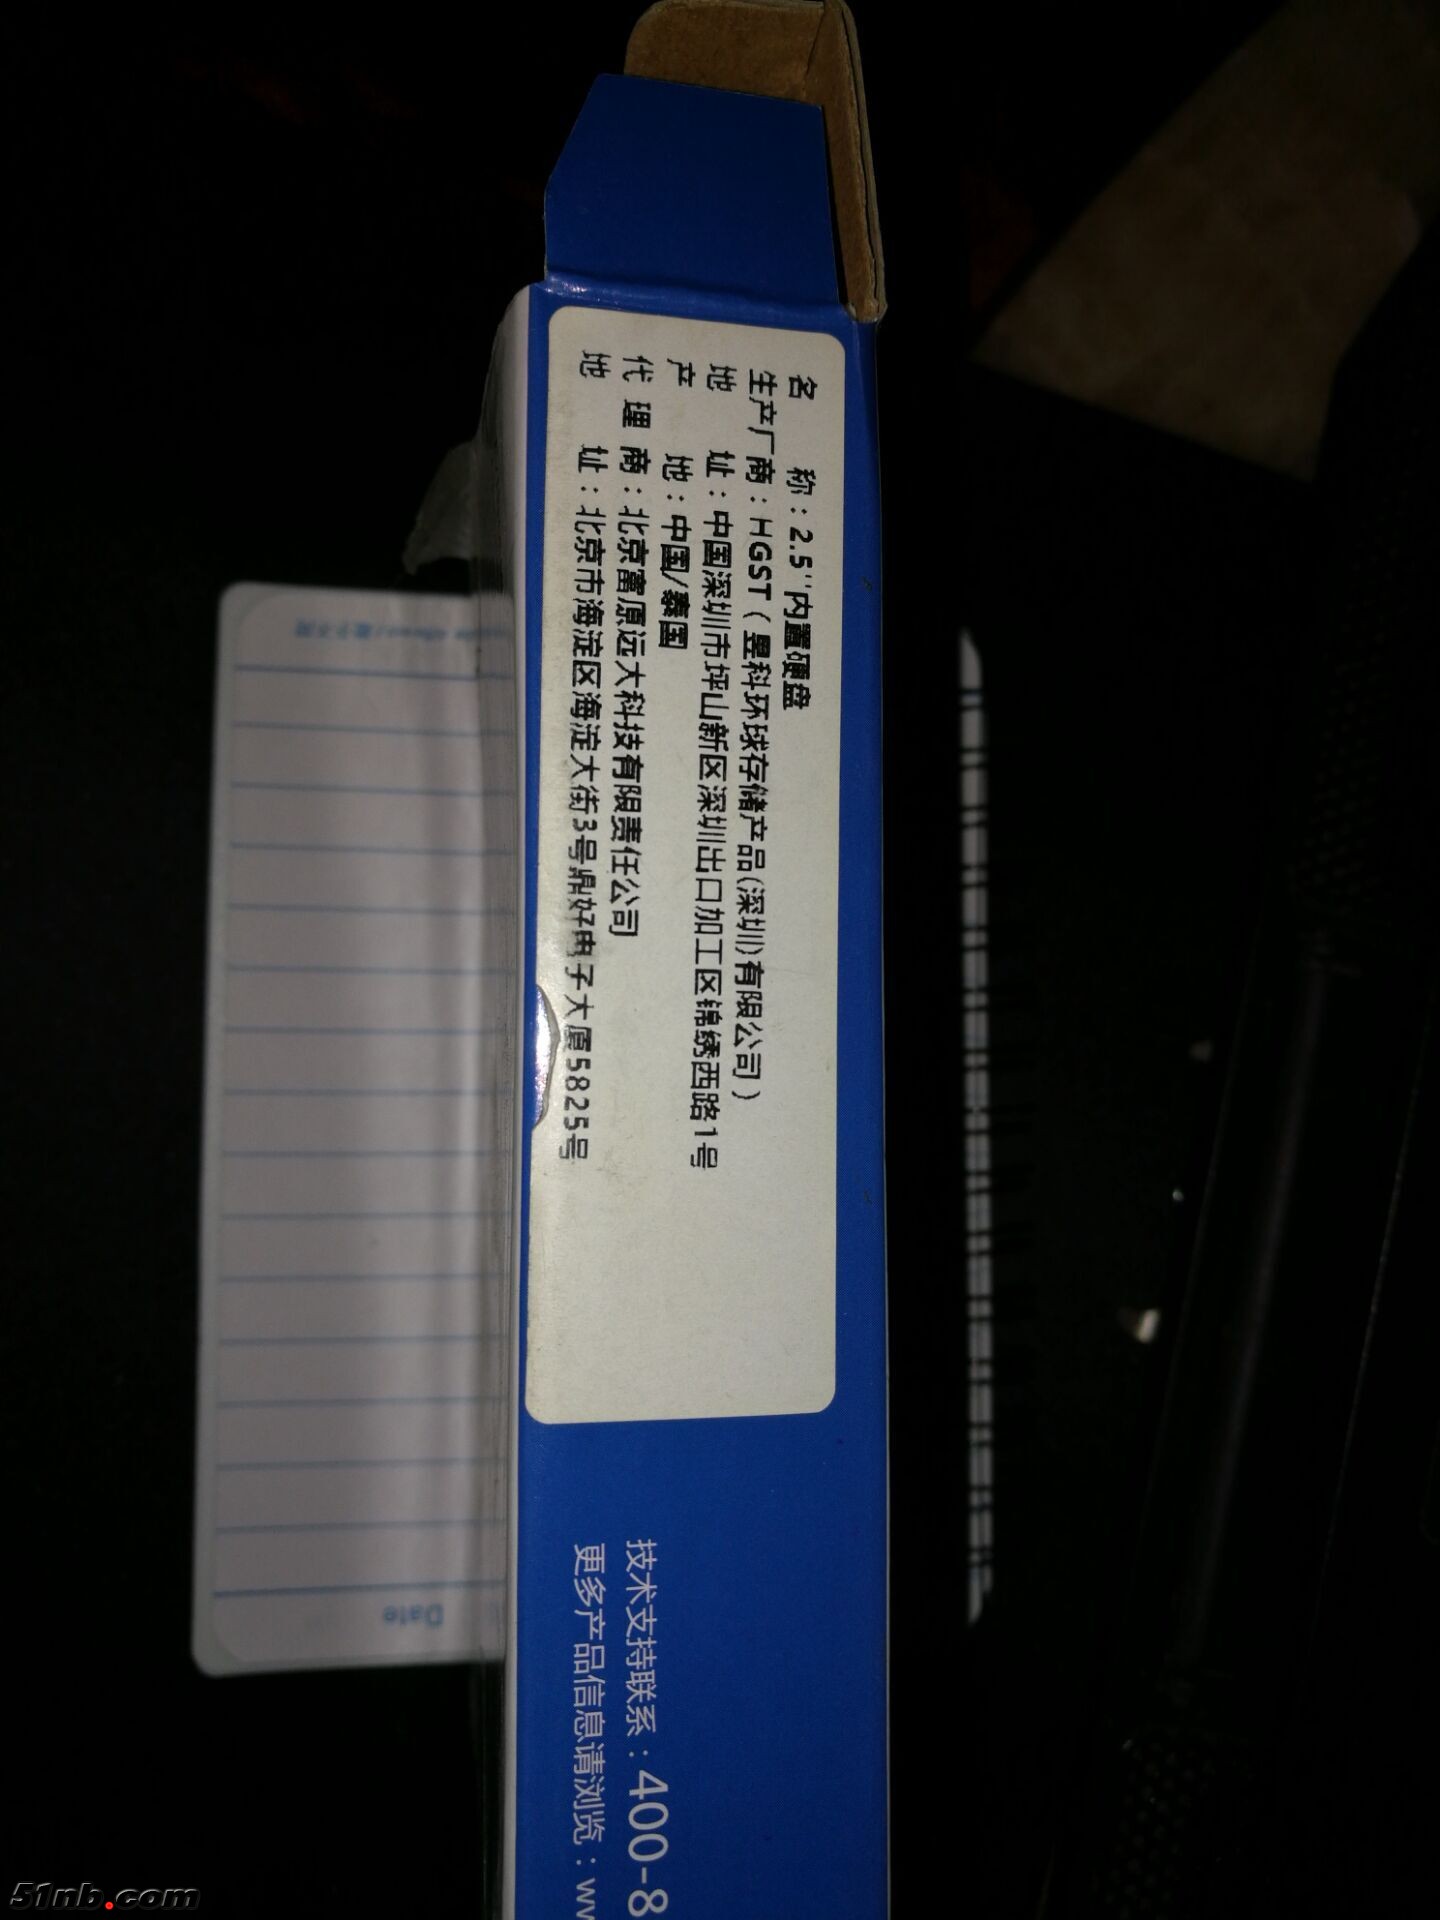 名 称：2.5''内置硬盘
生产厂商：HGST（昱科环球存储产品(深圳)有限公司）
地 址：中国深圳市坪山新区深圳出口加工区锦绣西路1号
产 地：中国/泰国
代 理 商：北京富原远大科技有限责任公司
地 址：北京市海淀区海淀大街3号鼎好电子大厦5825号
技术支持联系：400-8
更多产品信息请浏览：ww
Date
51nb.com